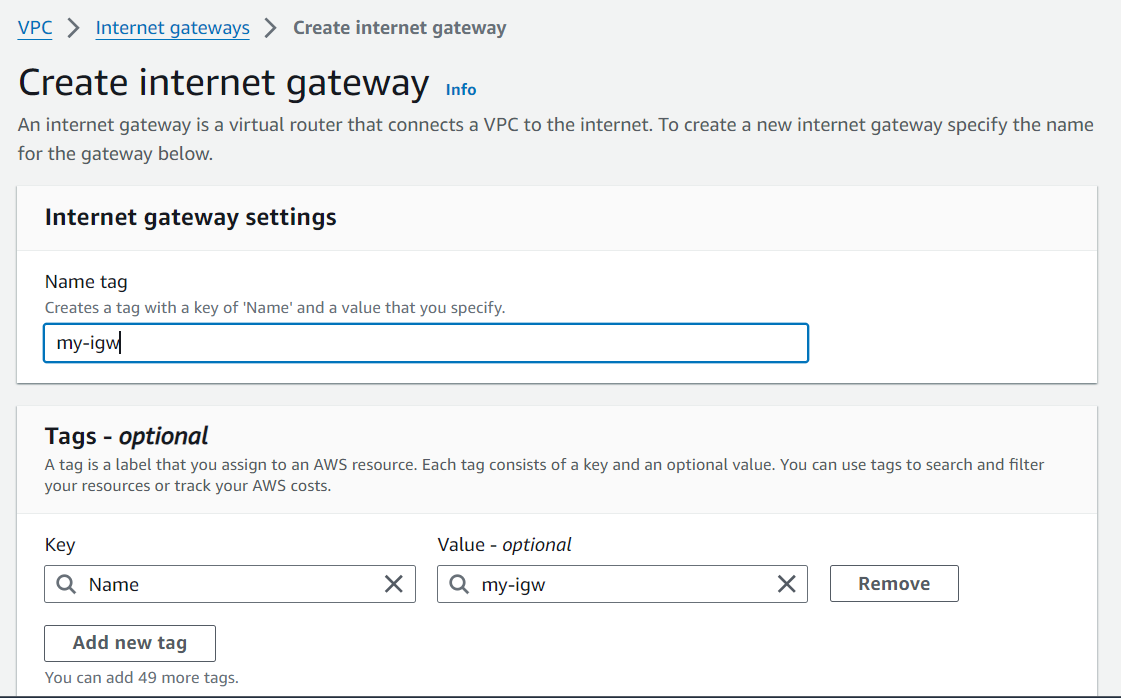 VPC > Internet gateways > Create internet gateway
Create internet gateway Info
An internet gateway is a virtual router that connects a VPC to the internet. To create a new internet gateway specify the name
for the gateway below.
Internet gateway settings
Name tag
Creates a tag with a key of 'Name' and a value that you specify.
my-igw
Tags - optional
A tag is a label that you assign to an AWS resource. Each tag consists of a key and an optional value. You can use tags to search and filter
your resources or track your AWS costs.
Key Value - optional
Name my-igw Remove
Add new tag
You can add 49 more tags.